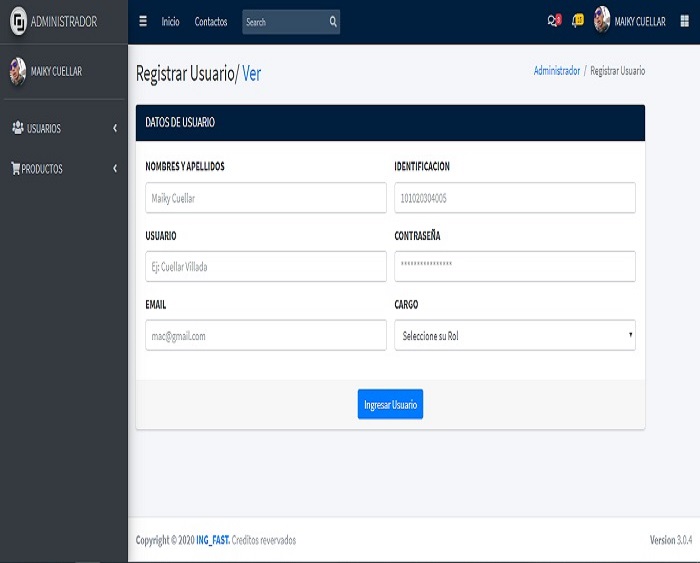 ADMINISTRADOR
Inicio Contactos Search 3 15 MAIKY CUELLAR
MAIKY CUELLAR
USUARIOS
PRODUCTOS
Registrar Usuario/ Ver
Administrador / Registrar Usuario
DATOS DE USUARIO
NOMBRES Y APELLIDOS IDENTIFICACION
Maiky Cuellar 101020304005
USUARIO CONTRASEÑA
Ej: Cuellar Villada ****************
EMAIL CARGO
mac@gmail.com Seleccione su Rol
Ingresar Usuario
Copyright © 2020 ING_FAST. Creditos revervados Version 3.0.4